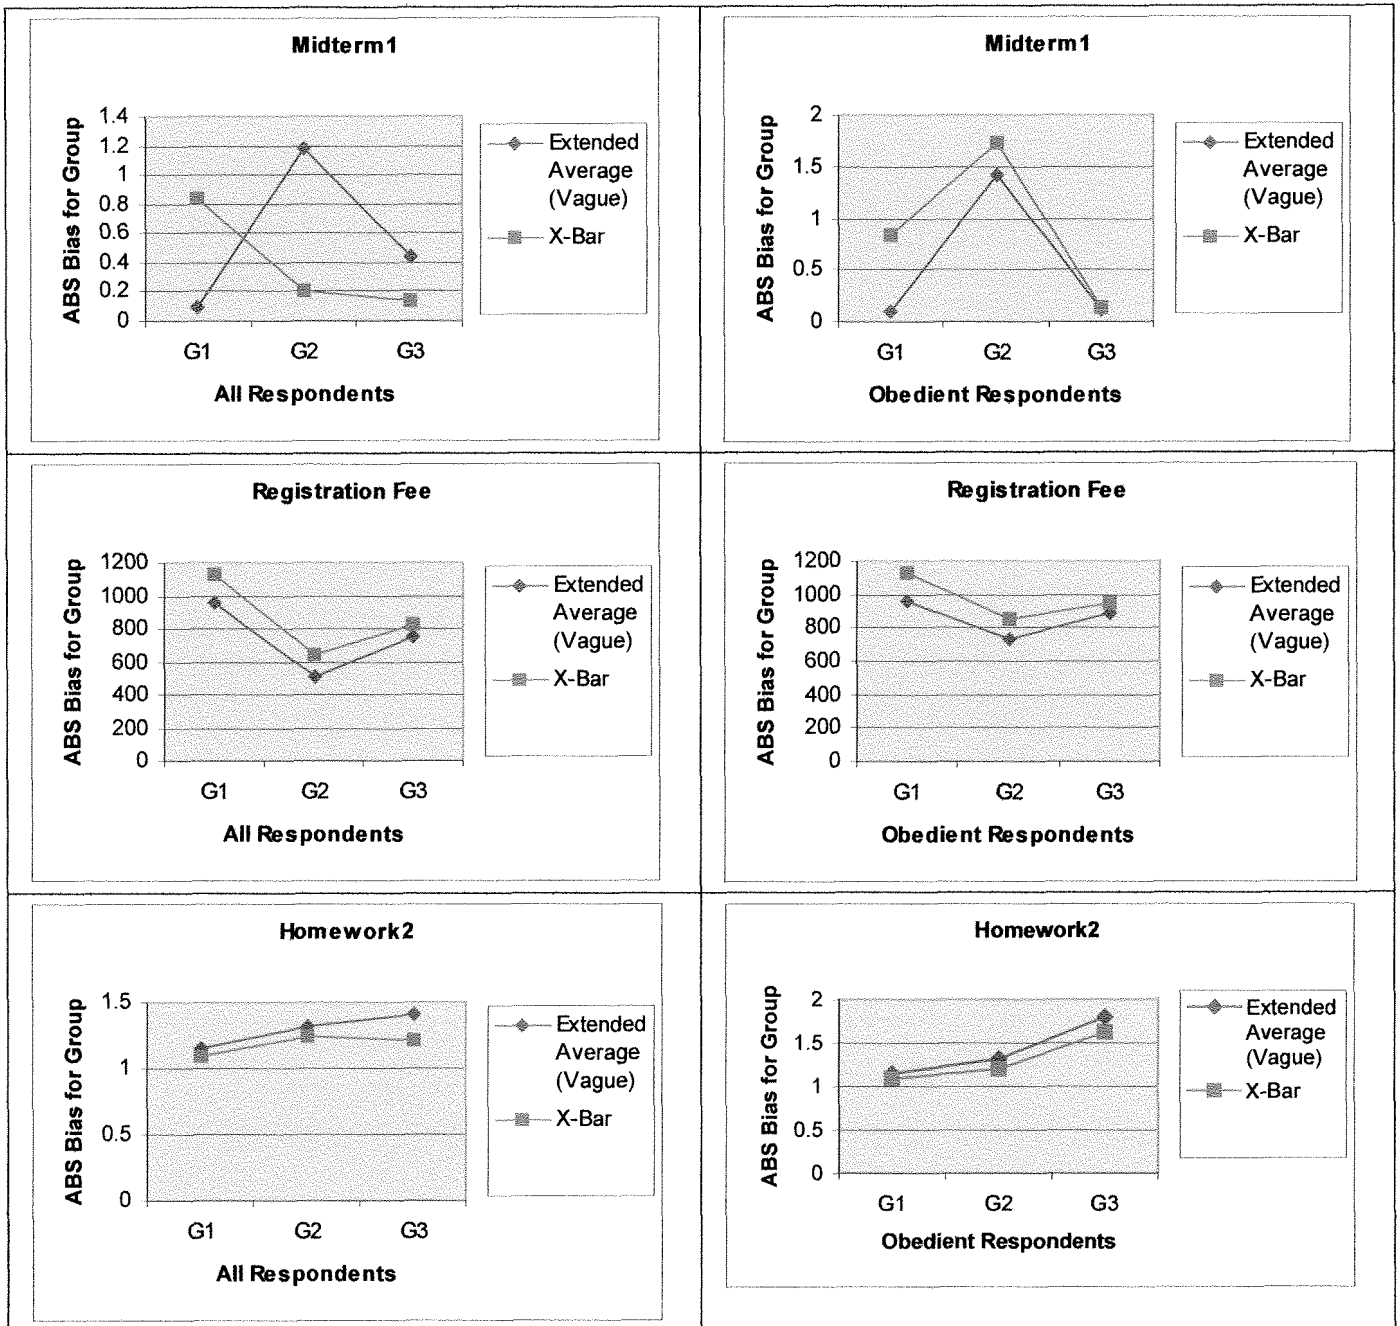 Midterm1
ABS Bias for Group
1.4
1.2
1
0.8
0.6
0.4
0.2
0
G1 G2 G3
All Respondents
Extended
Average
(Vague)
X-Bar
Midterm1
ABS Bias for Group
2
1.5
1
0.5
0
G1 G2 G3
Obedient Respondents
Extended
Average
(Vague)
X-Bar
Registration Fee
ABS Bias for Group
1200
1000
800
600
400
200
0
G1 G2 G3
All Respondents
Extended
Average
(Vague)
X-Bar
Registration Fee
ABS Bias for Group
1200
1000
800
600
400
200
0
G1 G2 G3
Obedient Respondents
Extended
Average
(Vague)
X-Bar
Homework2
ABS Bias for Group
1.5
1
0.5
0
G1 G2 G3
All Respondents
Extended
Average
(Vague)
X-Bar
Homework2
ABS Bias for Group
2
1.5
1
0.5
0
G1 G2 G3
Obedient Respondents
Extended
Average
(Vague)
X-Bar